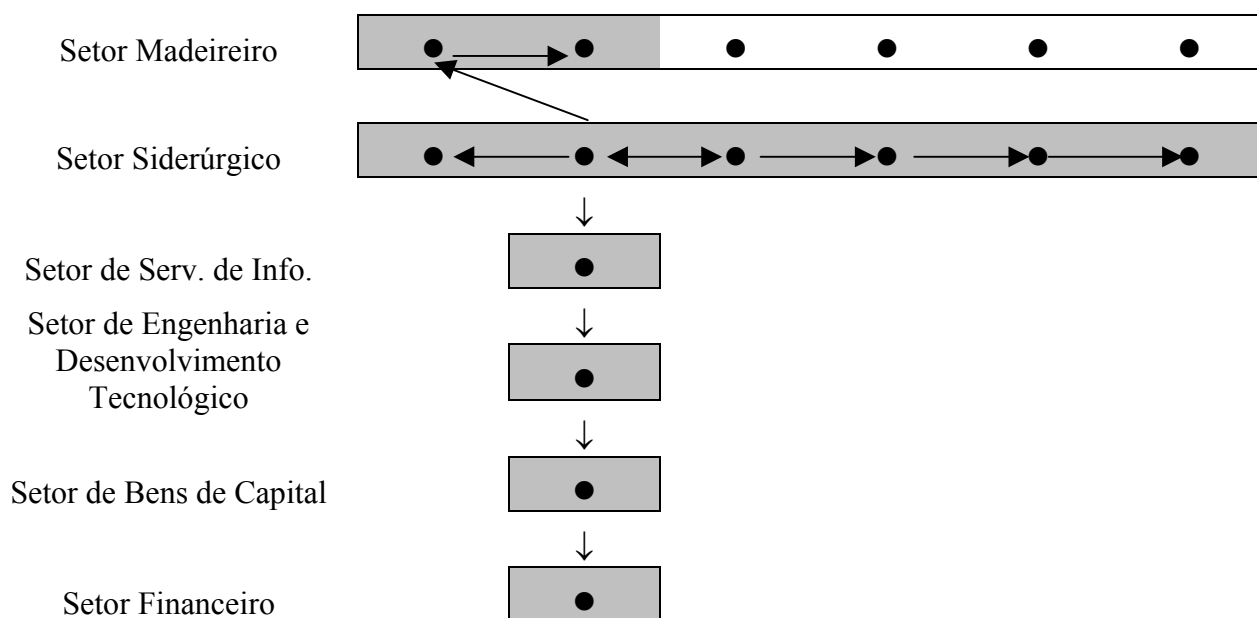 Setor Madeireiro
Setor Siderúrgico
Setor de Serv. de Info.
Setor de Engenharia e
Desenvolvimento
Tecnológico
Setor de Bens de Capital
Setor Financeiro